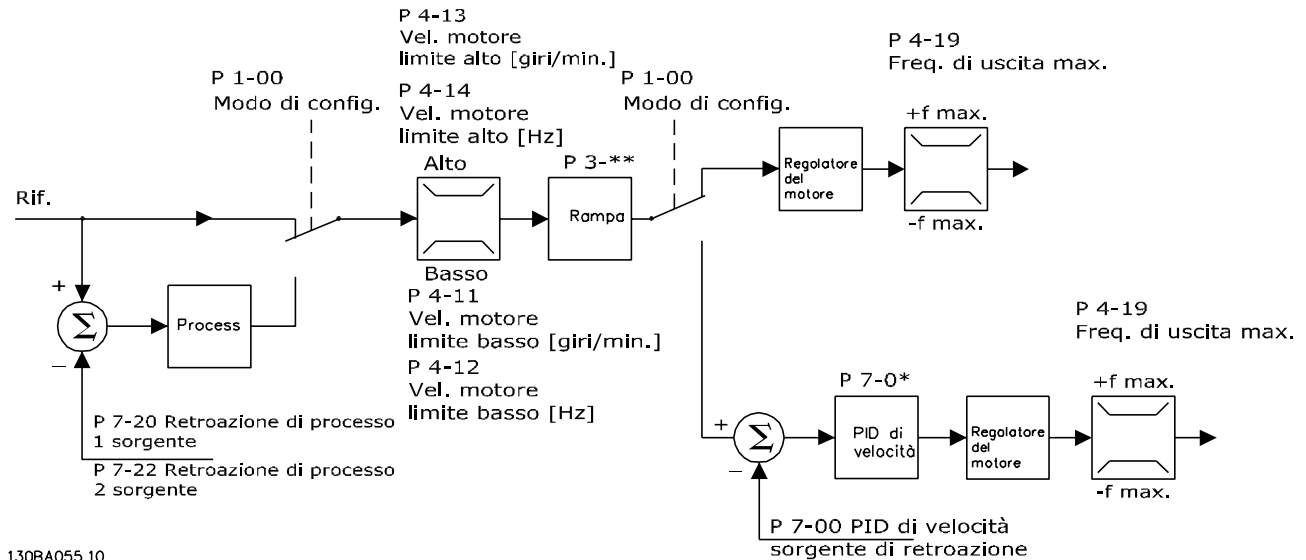 P 4-13
Vel. motore
limite alto [giri/min.]
P 4-19
Freq. di uscita max.
P 1-00
Modo di config.
P 4-14
Vel. motore
limite alto [Hz]
P 1-00
Modo di config.
+f max.
Alto
P 3-**
Regolatore
del
motore
Rif.
Rampa
-f max.
Basso
+
Σ
−
Process
P 4-11
Vel. motore
limite basso [giri/min.]
P 4-12
Vel. motore
limite basso [Hz]
P 4-19
Freq. di uscita max.
P 7-0*
+f max.
P 7-20 Retroazione di processo
1 sorgente
P 7-22 Retroazione di processo
2 sorgente
+
Σ
−
PID di
velocità
Regolatore
del
motore
-f max.
P 7-00 PID di velocità
sorgente di retroazione
130BA055.10